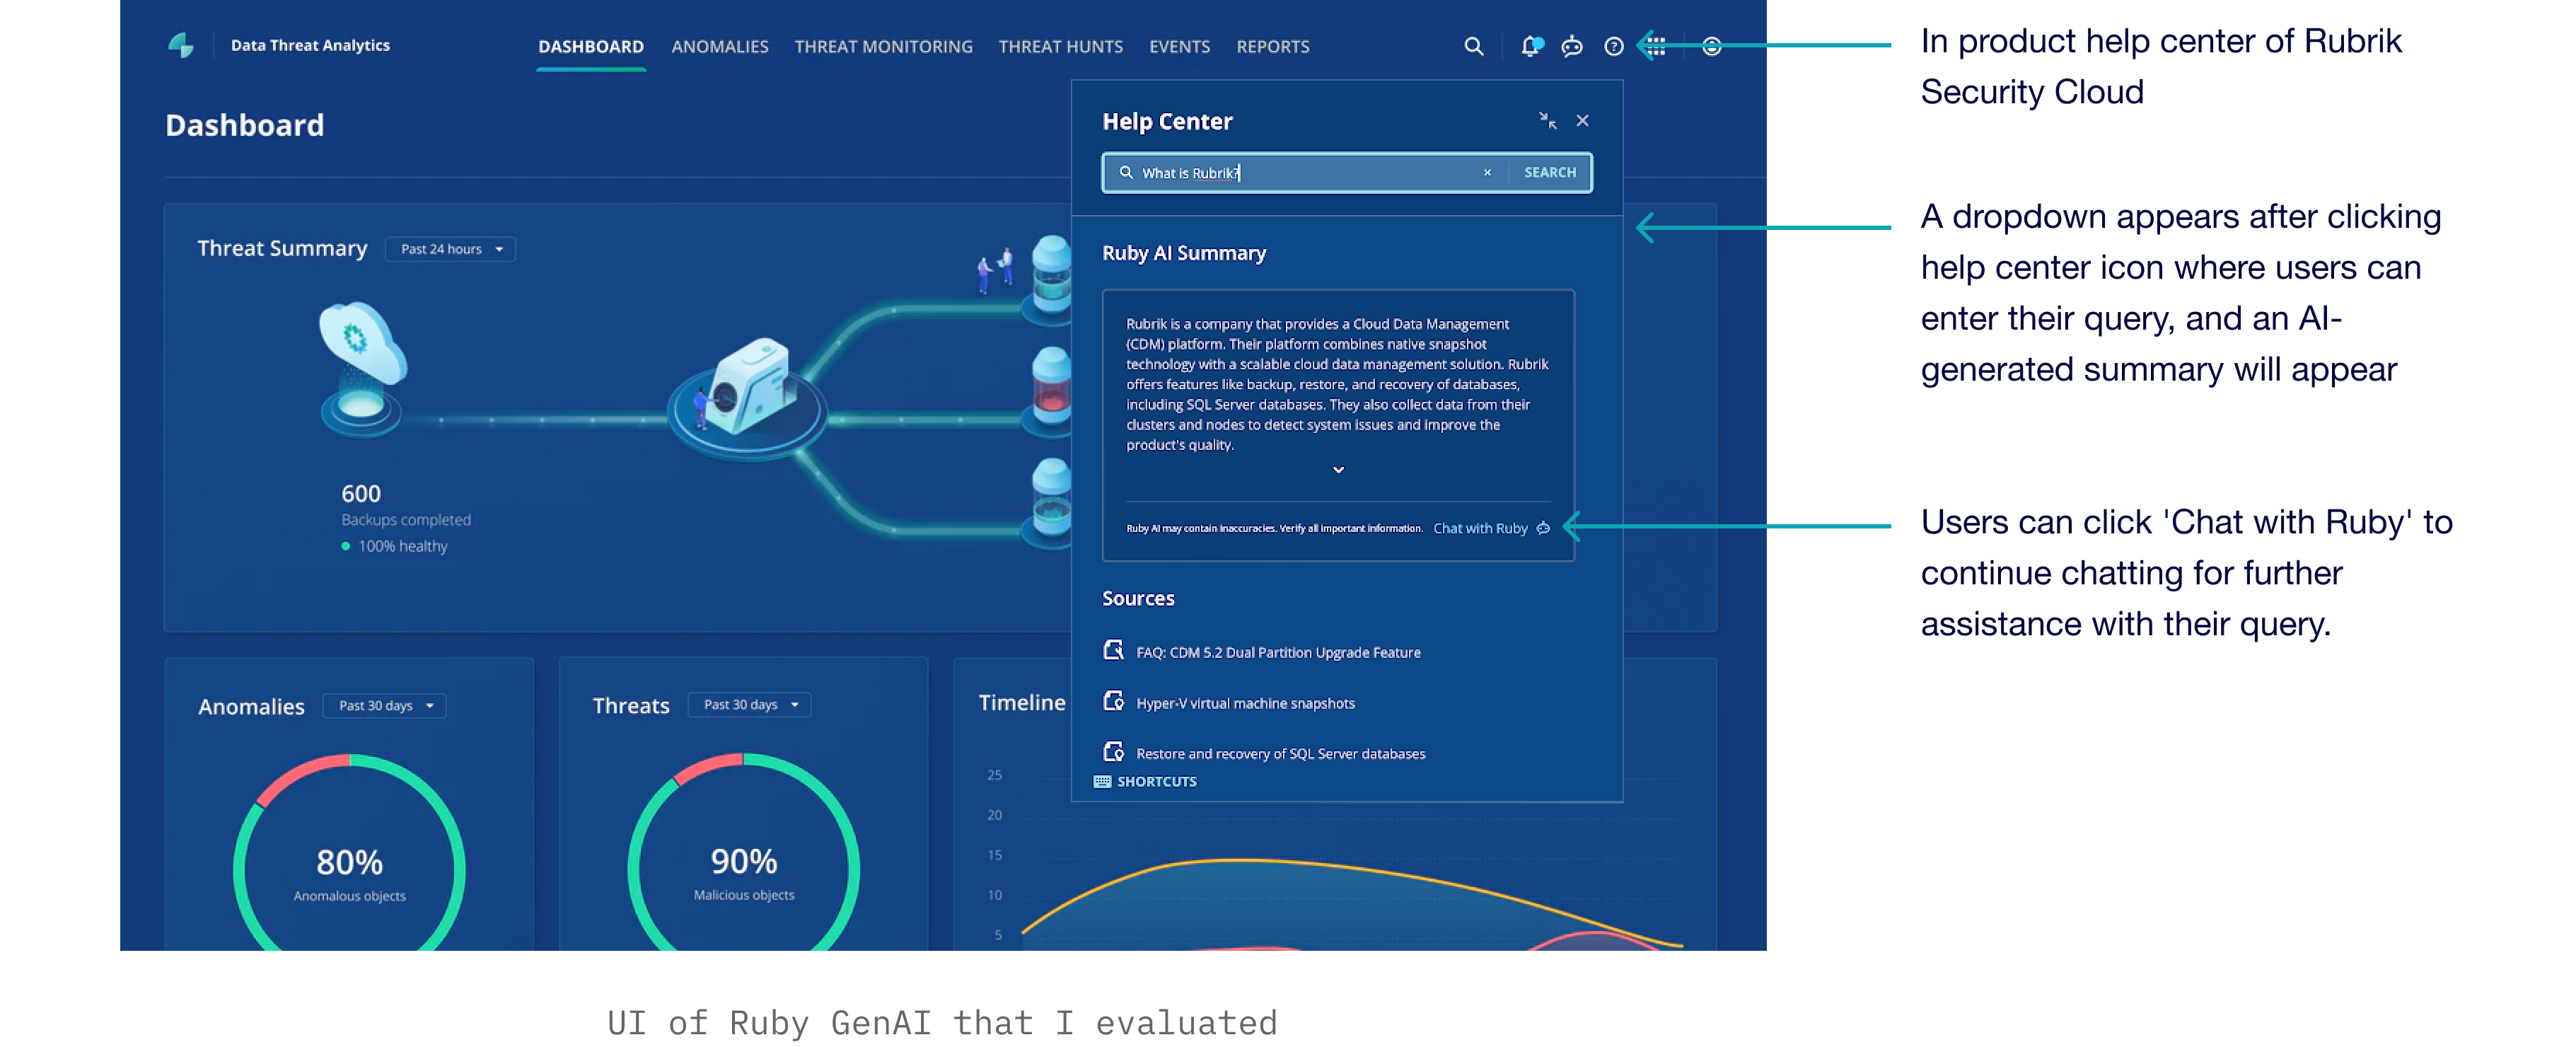 Data Threat Analytics
DASHBOARD
ANOMALIES
THREAT MONITORING
THREAT HUNTS
EVENTS
REPORTS
Dashboard
Threat Summary
Past 24 hours
600
Backups completed
100% healthy
Anomalies
Past 30 days
80%
Anomalous objects
Threats
Past 30 days
90%
Malicious objects
Timeline
25
20
15
10
5
Help Center
What is Rubrik?
SEARCH
Ruby AI Summary
Rubrik is a company that provides a Cloud Data Management
(CDM) platform. Their platform combines native snapshot
technology with a scalable cloud data management solution. Rubrik
offers features like backup, restore, and recovery of databases,
including SQL Server databases. They also collect data from their
clusters and nodes to detect system issues and improve the
product's quality.
Ruby AI may contain inaccuracies. Verify all important information.
Chat with Ruby
Sources
FAQ: CDM 5.2 Dual Partition Upgrade Feature
Hyper-V virtual machine snapshots
Restore and recovery of SQL Server databases
SHORTCUTS
In product help center of Rubrik
Security Cloud
A dropdown appears after clicking
help center icon where users can
enter their query, and an AI-
generated summary will appear
Users can click 'Chat with Ruby' to
continue chatting for further
assistance with their query.
UI of Ruby GenAI that I evaluated